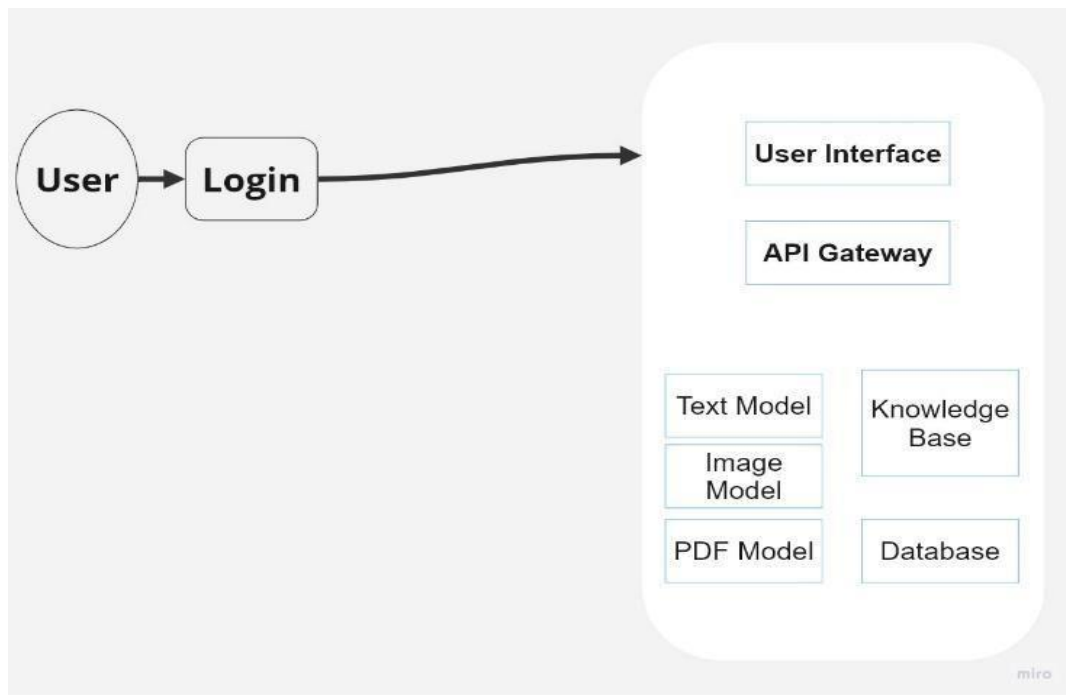 User
Login
User Interface
API Gateway
Text Model
Image
Model
PDF Model
Knowledge
Base
Database
miro